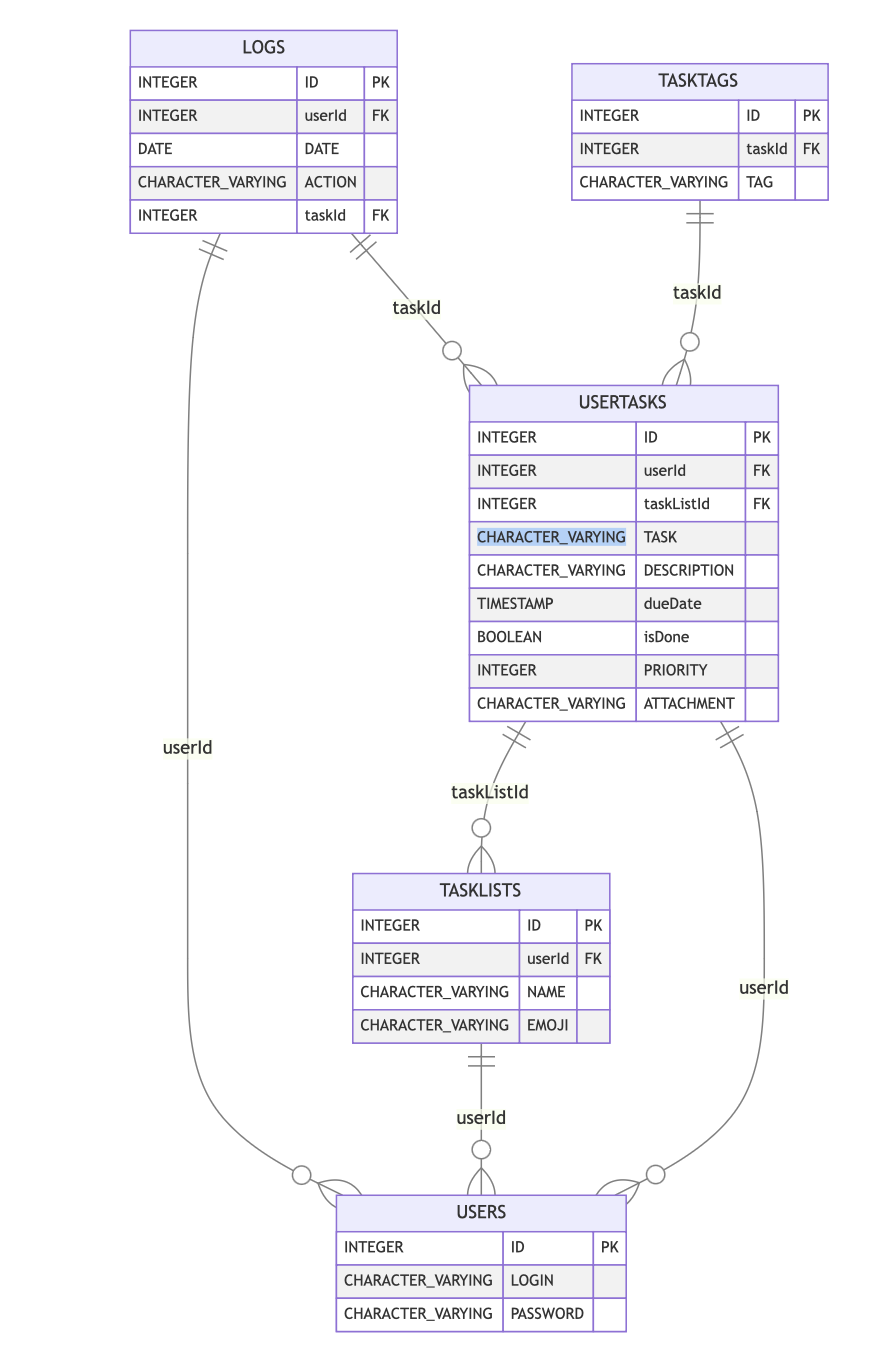 LOGS
INTEGER ID PK
INTEGER userId FK
DATE DATE
CHARACTER_VARYING ACTION
INTEGER taskId FK
TASKTAGS
INTEGER ID PK
INTEGER taskId FK
CHARACTER_VARYING TAG
taskId
taskId
USERTASKS
INTEGER ID PK
INTEGER userId FK
INTEGER taskListId FK
CHARACTER_VARYING TASK
CHARACTER_VARYING DESCRIPTION
TIMESTAMP dueDate
BOOLEAN isDone
INTEGER PRIORITY
CHARACTER_VARYING ATTACHMENT
userId
taskListId
TASKLISTS
INTEGER ID PK
INTEGER userId FK
CHARACTER_VARYING NAME
CHARACTER_VARYING EMOJI
userId
userId
USERS
INTEGER ID PK
CHARACTER_VARYING LOGIN
CHARACTER_VARYING PASSWORD